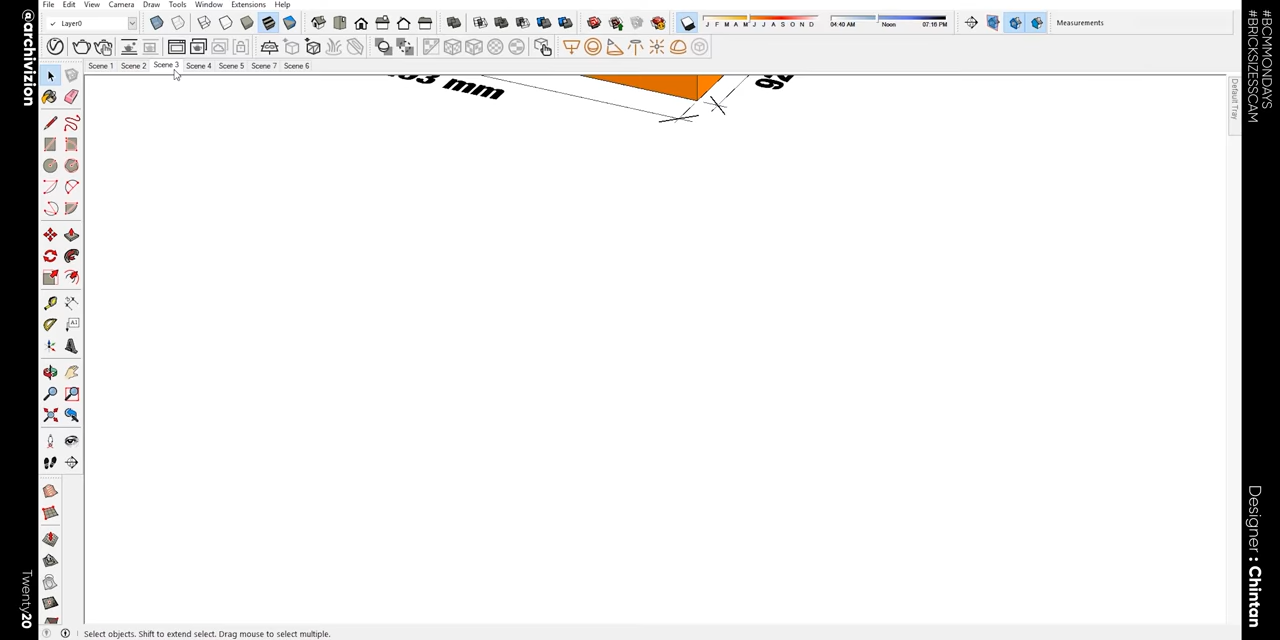 File Edit View Camera Draw Tools Window Extensions Help
Layer0
J F M A M J J A S O N D
04:40 AM Noon 07:16 PM
Measurements
Scene 1 Scene 2 Scene 3 Scene 4 Scene 5 Scene 7 Scene 6
mm
Default Tray
@archivizion
Twenty20
#BCMMONDAYS
#BRICKSIZESSCAM
Designer : Chintan
Select objects. Shift to extend select. Drag mouse to select multiple.